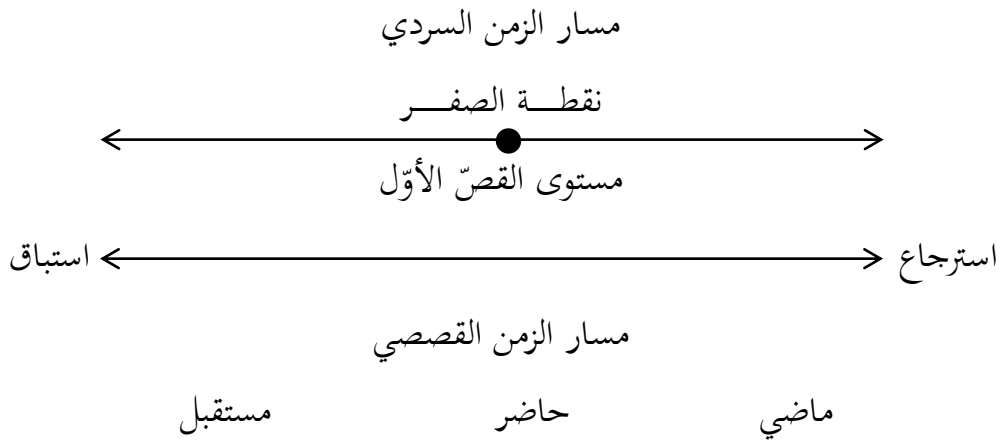 مسار الزمن السردي
نقطـــة الصفـــر
مستوى القصّ الأوّل
استرجاع استباق
مسار الزمن القصصي
ماضي حاضر مستقبل